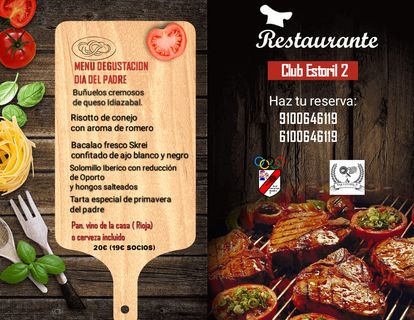 MENU DEGUSTACION
DIA DEL PADRE
Buñuelos cremosos
de queso Idiazabal.
Risotto de conejo
con aroma de romero
Bacalao fresco Skrei
confitado de ajo blanco y negro
Solomillo Iberico con reducción
de Oporto
y hongos salteados
Tarta especial de primavera
del padre
Pan, vino de la casa ( Rioja)
o cerveza incluido
20€ (19€ SOCIOS)
Restaurante
Club Estoril 2
Haz tu reserva:
9100646119
6100646119